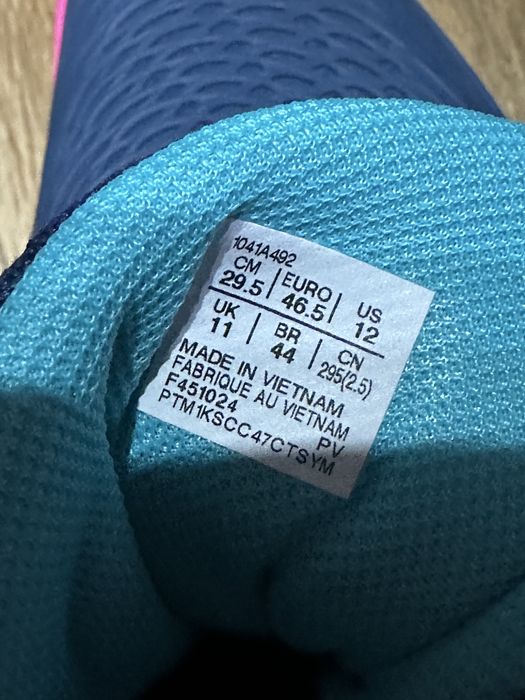 1041A492
CM | EURO | US
29.5 | 46.5 | 12
UK | BR | CN
11 | 44 | 295(2.5)
MADE IN VIETNAM
FABRIQUE AU VIETNAM
F451024 PV
PTM1KSCC47CTSYM